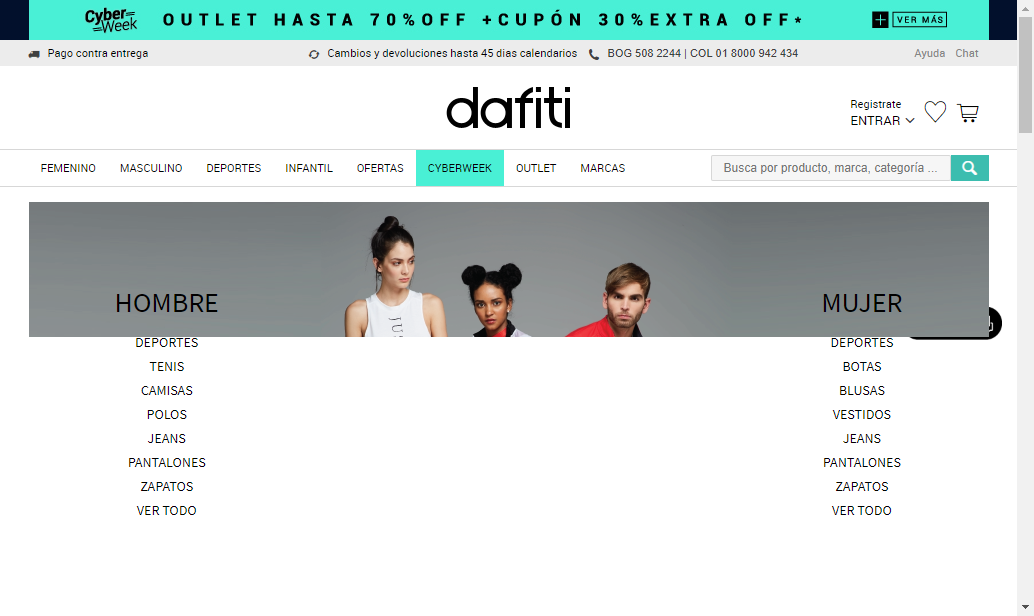 Cyber Week OUTLET HASTA 70%OFF +CUPÓN 30%EXTRA OFF* VER MÁS
Pago contra entrega Cambios y devoluciones hasta 45 dias calendarios BOG 508 2244 | COL 01 8000 942 434 Ayuda Chat
dafiti
Registrate
ENTRAR
FEMENINO MASCULINO DEPORTES INFANTIL OFERTAS CYBERWEEK OUTLET MARCAS Busca por producto, marca, categoría ...
HOMBRE MUJER
DEPORTES DEPORTES
TENIS BOTAS
CAMISAS BLUSAS
POLOS VESTIDOS
JEANS JEANS
PANTALONES PANTALONES
ZAPATOS ZAPATOS
VER TODO VER TODO